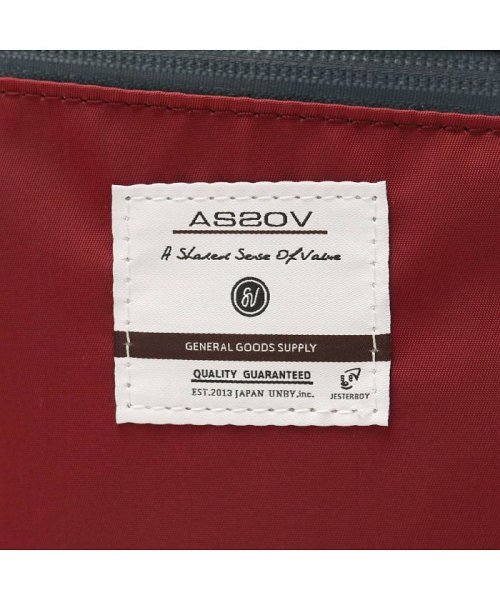 AS2OV
A Shared Sense Of Value
GENERAL GOODS SUPPLY
QUALITY GUARANTEED
EST.2013 JAPAN UNBY,inc.
JESTERBOY